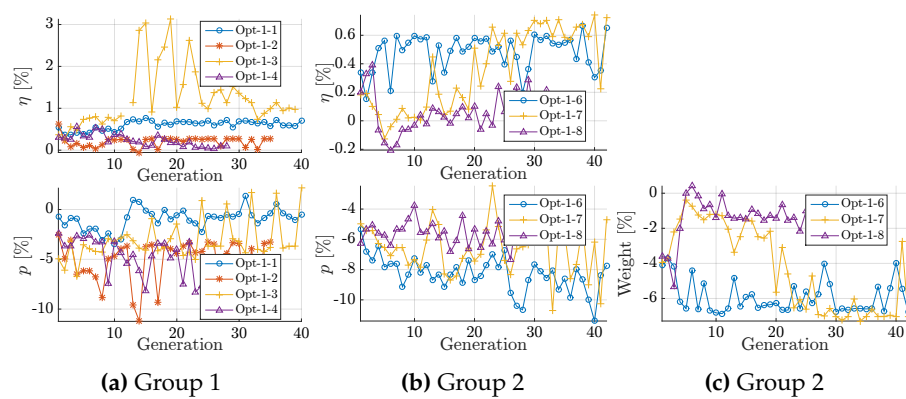 3
2
1
0
η [%]
10
20
30
40
Generation
Opt-1-1
Opt-1-2
Opt-1-3
Opt-1-4
0.6
0.4
0.2
0
-0.2
η [%]
10
20
30
40
Generation
Opt-1-6
Opt-1-7
Opt-1-8
0
-5
-10
p [%]
10
20
30
40
Generation
Opt-1-1
Opt-1-2
Opt-1-3
Opt-1-4
-4
-6
-8
-10
p [%]
10
20
30
40
Generation
Opt-1-6
Opt-1-7
Opt-1-8
0
-2
-4
-6
Weight [%]
10
20
30
40
Generation
Opt-1-6
Opt-1-7
Opt-1-8
(a) Group 1
(b) Group 2
(c) Group 2